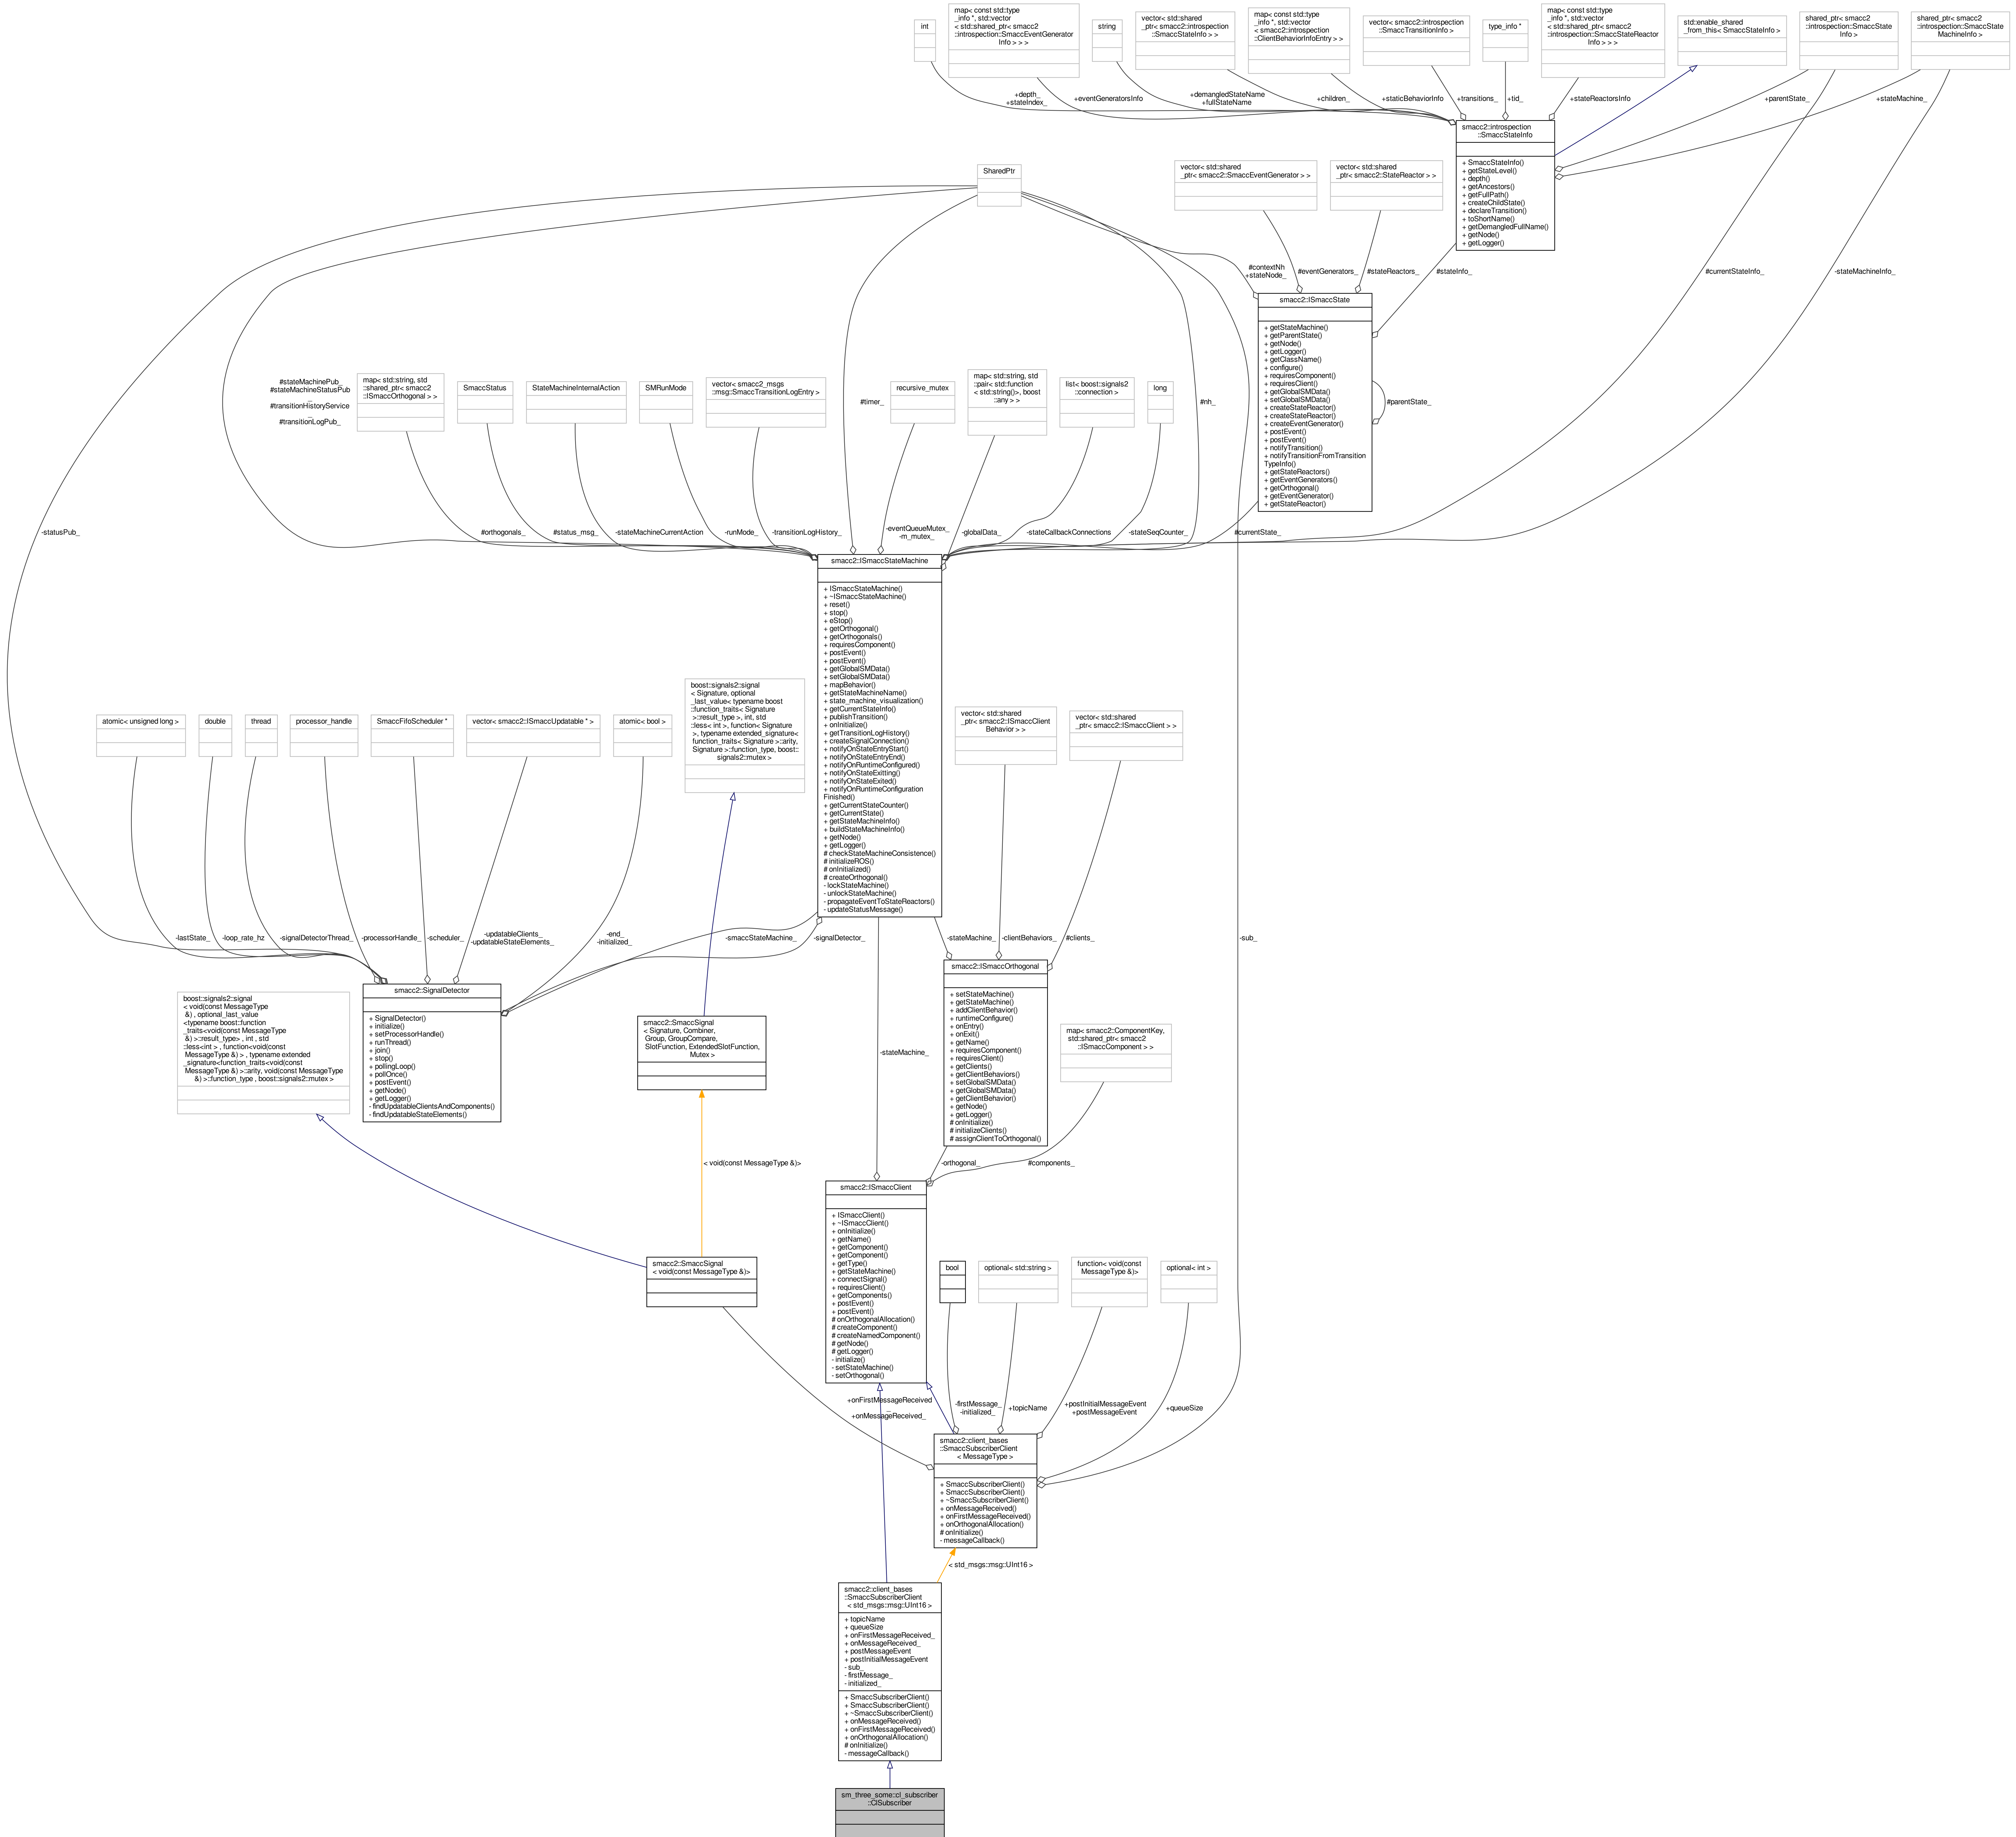 int
map< const std::type
_info *, std::vector
< std::shared_ptr< smacc2
::introspection::SmaccEventGenerator
Info > > >
string
vector< std::shared
_ptr< smacc2::introspection
::SmaccStateInfo > >
map< const std::type
_info *, std::vector
< smacc2::introspection
::ClientBehaviorInfoEntry > >
vector< smacc2::introspection
::SmaccTransitionInfo >
type_info *
map< const std::type
_info *, std::vector
< std::shared_ptr< smacc2
::introspection::SmaccStateReactor
Info > > >
std::enable_shared
_from_this< SmaccStateInfo >
shared_ptr< smacc2
::introspection::SmaccState
Info >
shared_ptr< smacc2
::introspection::SmaccState
MachineInfo >
+depth_
+stateIndex_
+eventGeneratorsInfo
+demangledStateName
+fullStateName
+children_
+staticBehaviorInfo
+transitions_
+tid_
+stateReactorsInfo
+parentState_
+stateMachine_
smacc2::introspection
::SmaccStateInfo
+ SmaccStateInfo()
+ getStateLevel()
+ depth()
+ getAncestors()
+ getFullPath()
+ createChildState()
+ declareTransition()
+ toShortName()
+ getDemangledFullName()
+ getNode()
+ getLogger()
SharedPtr
vector< std::shared
_ptr< smacc2::SmaccEventGenerator > >
vector< std::shared
_ptr< smacc2::StateReactor > >
#contextNh
+stateNode_
#eventGenerators_
#stateReactors_
#stateInfo_
#currentStateInfo_
-stateMachineInfo_
smacc2::ISmaccState
+ getStateMachine()
+ getParentState()
+ getNode()
+ getLogger()
+ getClassName()
+ configure()
+ requiresComponent()
+ requiresClient()
+ getGlobalSMData()
+ setGlobalSMData()
+ createStateReactor()
+ createStateReactor()
+ createEventGenerator()
+ postEvent()
+ postEvent()
+ notifyTransition()
+ notifyTransitionFromTransition
TypeInfo()
+ getStateReactors()
+ getEventGenerators()
+ getOrthogonal()
+ getEventGenerator()
+ getStateReactor()
#parentState_
#stateMachinePub_
#stateMachineStatusPub
_
#transitionHistoryService
_
#transitionLogPub_
map< std::string, std
::shared_ptr< smacc2
::ISmaccOrthogonal > >
SmaccStatus
StateMachineInternalAction
SMRunMode
vector< smacc2_msgs
::msg::SmaccTransitionLogEntry >
#timer_
recursive_mutex
map< std::string, std
::pair< std::function
< std::string()>, boost
::any > >
list< boost::signals2
::connection >
long
#nh_
-statusPub_
#orthogonals_
#status_msg_
-stateMachineCurrentAction
-runMode_
-transitionLogHistory_
-eventQueueMutex_
-m_mutex_
-globalData_
-stateCallbackConnections
-stateSeqCounter_
#currentState_
smacc2::ISmaccStateMachine
+ ISmaccStateMachine()
+ ~ISmaccStateMachine()
+ reset()
+ stop()
+ eStop()
+ getOrthogonal()
+ getOrthogonals()
+ requiresComponent()
+ postEvent()
+ postEvent()
+ getGlobalSMData()
+ setGlobalSMData()
+ mapBehavior()
+ getStateMachineName()
+ state_machine_visualization()
+ getCurrentStateInfo()
+ publishTransition()
+ onInitialize()
+ getTransitionLogHistory()
+ createSignalConnection()
+ notifyOnStateEntryStart()
+ notifyOnStateEntryEnd()
+ notifyOnRuntimeConfigured()
+ notifyOnStateExitting()
+ notifyOnStateExited()
+ notifyOnRuntimeConfiguration
Finished()
+ getCurrentStateCounter()
+ getCurrentState()
+ getStateMachineInfo()
+ buildStateMachineInfo()
+ getNode()
+ getLogger()
# checkStateMachineConsistence()
# initializeROS()
# onInitialized()
# createOrthogonal()
- lockStateMachine()
- unlockStateMachine()
- propagateEventToStateReactors()
- updateStatusMessage()
atomic< unsigned long >
double
thread
processor_handle
SmaccFifoScheduler *
vector< smacc2::ISmaccUpdatable * >
atomic< bool >
boost::signals2::signal
< Signature, optional
_last_value< typename boost
::function_traits< Signature
>::result_type >, int, std
::less< int >, function< Signature
>, typename extended_signature<
function_traits< Signature >::arity,
Signature >::function_type, boost::
signals2::mutex >
vector< std::shared
_ptr< smacc2::ISmaccClient
Behavior > >
vector< std::shared
_ptr< smacc2::ISmaccClient > >
-lastState_
-loop_rate_hz
-signalDetectorThread_
-processorHandle_
-scheduler_
-updatableClients_
-updatableStateElements_
-end_
-initialized_
-smaccStateMachine_
-signalDetector_
-stateMachine_
-clientBehaviors_
#clients_
-sub_
smacc2::SignalDetector
+ SignalDetector()
+ initialize()
+ setProcessorHandle()
+ runThread()
+ join()
+ stop()
+ pollingLoop()
+ pollOnce()
+ postEvent()
+ getNode()
+ getLogger()
- findUpdatableClientsAndComponents()
- findUpdatableStateElements()
boost::signals2::signal
< void(const MessageType
&) , optional_last_value
<typename boost::function
_traits<void(const MessageType
&) >::result_type> , int , std
::less<int > , function<void(const
MessageType &) > , typename extended
_signature<function_traits<void(const
MessageType &) >::arity, void(const MessageType
&) >::function_type , boost::signals2::mutex >
smacc2::SmaccSignal
< Signature, Combiner,
Group, GroupCompare,
SlotFunction, ExtendedSlotFunction,
Mutex >
-stateMachine_
smacc2::ISmaccOrthogonal
+ setStateMachine()
+ getStateMachine()
+ addClientBehavior()
+ runtimeConfigure()
+ onEntry()
+ onExit()
+ getName()
+ requiresComponent()
+ requiresClient()
+ getClients()
+ getClientBehaviors()
+ setGlobalSMData()
+ getGlobalSMData()
+ getClientBehavior()
+ getNode()
+ getLogger()
# onInitialize()
# initializeClients()
# assignClientToOrthogonal()
map< smacc2::ComponentKey,
std::shared_ptr< smacc2
::ISmaccComponent > >
< void(const MessageType &)>
-orthogonal_
#components_
smacc2::ISmaccClient
+ ISmaccClient()
+ ~ISmaccClient()
+ onInitialize()
+ getName()
+ getComponent()
+ getComponent()
+ getType()
+ getStateMachine()
+ connectSignal()
+ requiresClient()
+ getComponents()
+ postEvent()
+ postEvent()
# onOrthogonalAllocation()
# createComponent()
# createNamedComponent()
# getNode()
# getLogger()
- initialize()
- setStateMachine()
- setOrthogonal()
smacc2::SmaccSignal
< void(const MessageType &)>
bool
optional< std::string >
function< void(const
MessageType &)>
optional< int >
+onFirstMessageReceived
_
+onMessageReceived_
-firstMessage_
-initialized_
+topicName
+postInitialMessageEvent
+postMessageEvent
+queueSize
smacc2::client_bases
::SmaccSubscriberClient
< MessageType >
+ SmaccSubscriberClient()
+ SmaccSubscriberClient()
+ ~SmaccSubscriberClient()
+ onMessageReceived()
+ onFirstMessageReceived()
+ onOrthogonalAllocation()
# onInitialize()
- messageCallback()
< std_msgs::msg::UInt16 >
smacc2::client_bases
::SmaccSubscriberClient
< std_msgs::msg::UInt16 >
+ topicName
+ queueSize
+ onFirstMessageReceived_
+ onMessageReceived_
+ postMessageEvent
+ postInitialMessageEvent
- sub_
- firstMessage_
- initialized_
+ SmaccSubscriberClient()
+ SmaccSubscriberClient()
+ ~SmaccSubscriberClient()
+ onMessageReceived()
+ onFirstMessageReceived()
+ onOrthogonalAllocation()
# onInitialize()
- messageCallback()
sm_three_some::cl_subscriber
::ClSubscriber